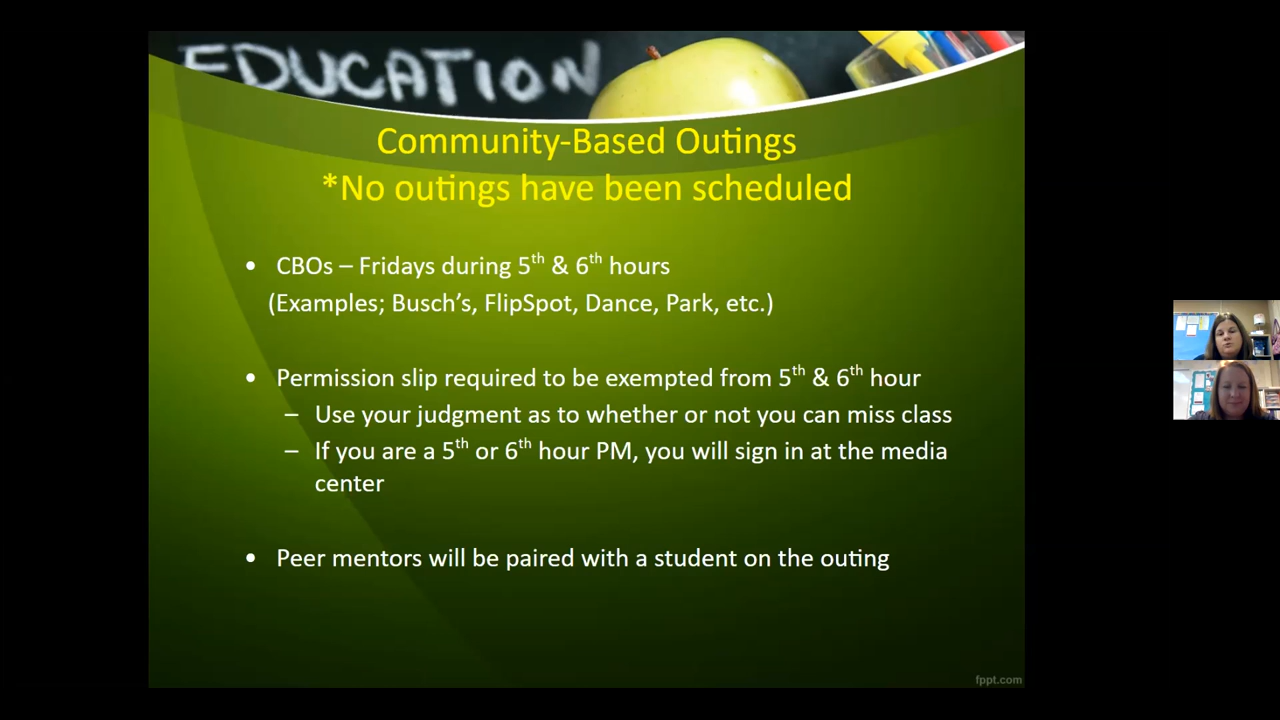 EDUCATION
Community-Based Outings
*No outings have been scheduled
• CBOs – Fridays during 5th & 6th hours
(Examples; Busch’s, FlipSpot, Dance, Park, etc.)
• Permission slip required to be exempted from 5th & 6th hour
– Use your judgment as to whether or not you can miss class
– If you are a 5th or 6th hour PM, you will sign in at the media
center
• Peer mentors will be paired with a student on the outing
fppt.com